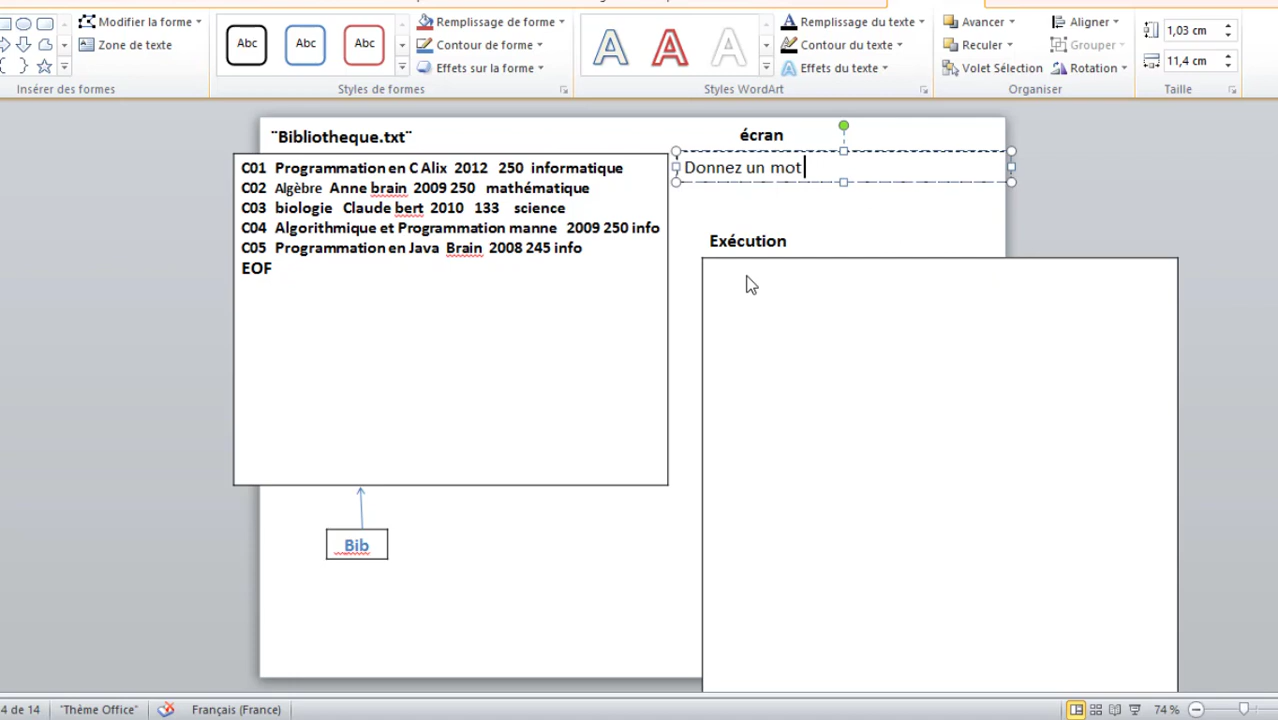 Modifier la forme
Zone de texte
Insérer des formes
Abc Abc Abc
Remplissage de forme
Contour de forme
Effets sur la forme
Styles de formes
A A A
Remplissage du texte
Contour du texte
Effets du texte
Styles WordArt
Avancer
Reculer
Volet Sélection
Aligner
Grouper
Rotation
Organiser
1,03 cm
11,4 cm
Taille
¨Bibliotheque.txt¨
C01 Programmation en C Alix 2012 250 informatique
C02 Algèbre Anne brain 2009 250 mathématique
C03 biologie Claude bert 2010 133 science
C04 Algorithmique et Programmation manne 2009 250 info
C05 Programmation en Java Brain 2008 245 info
EOF
Bib
écran
Donnez un mot
Exécution
4 de 14
"Thème Office"
Français (France)
74 %